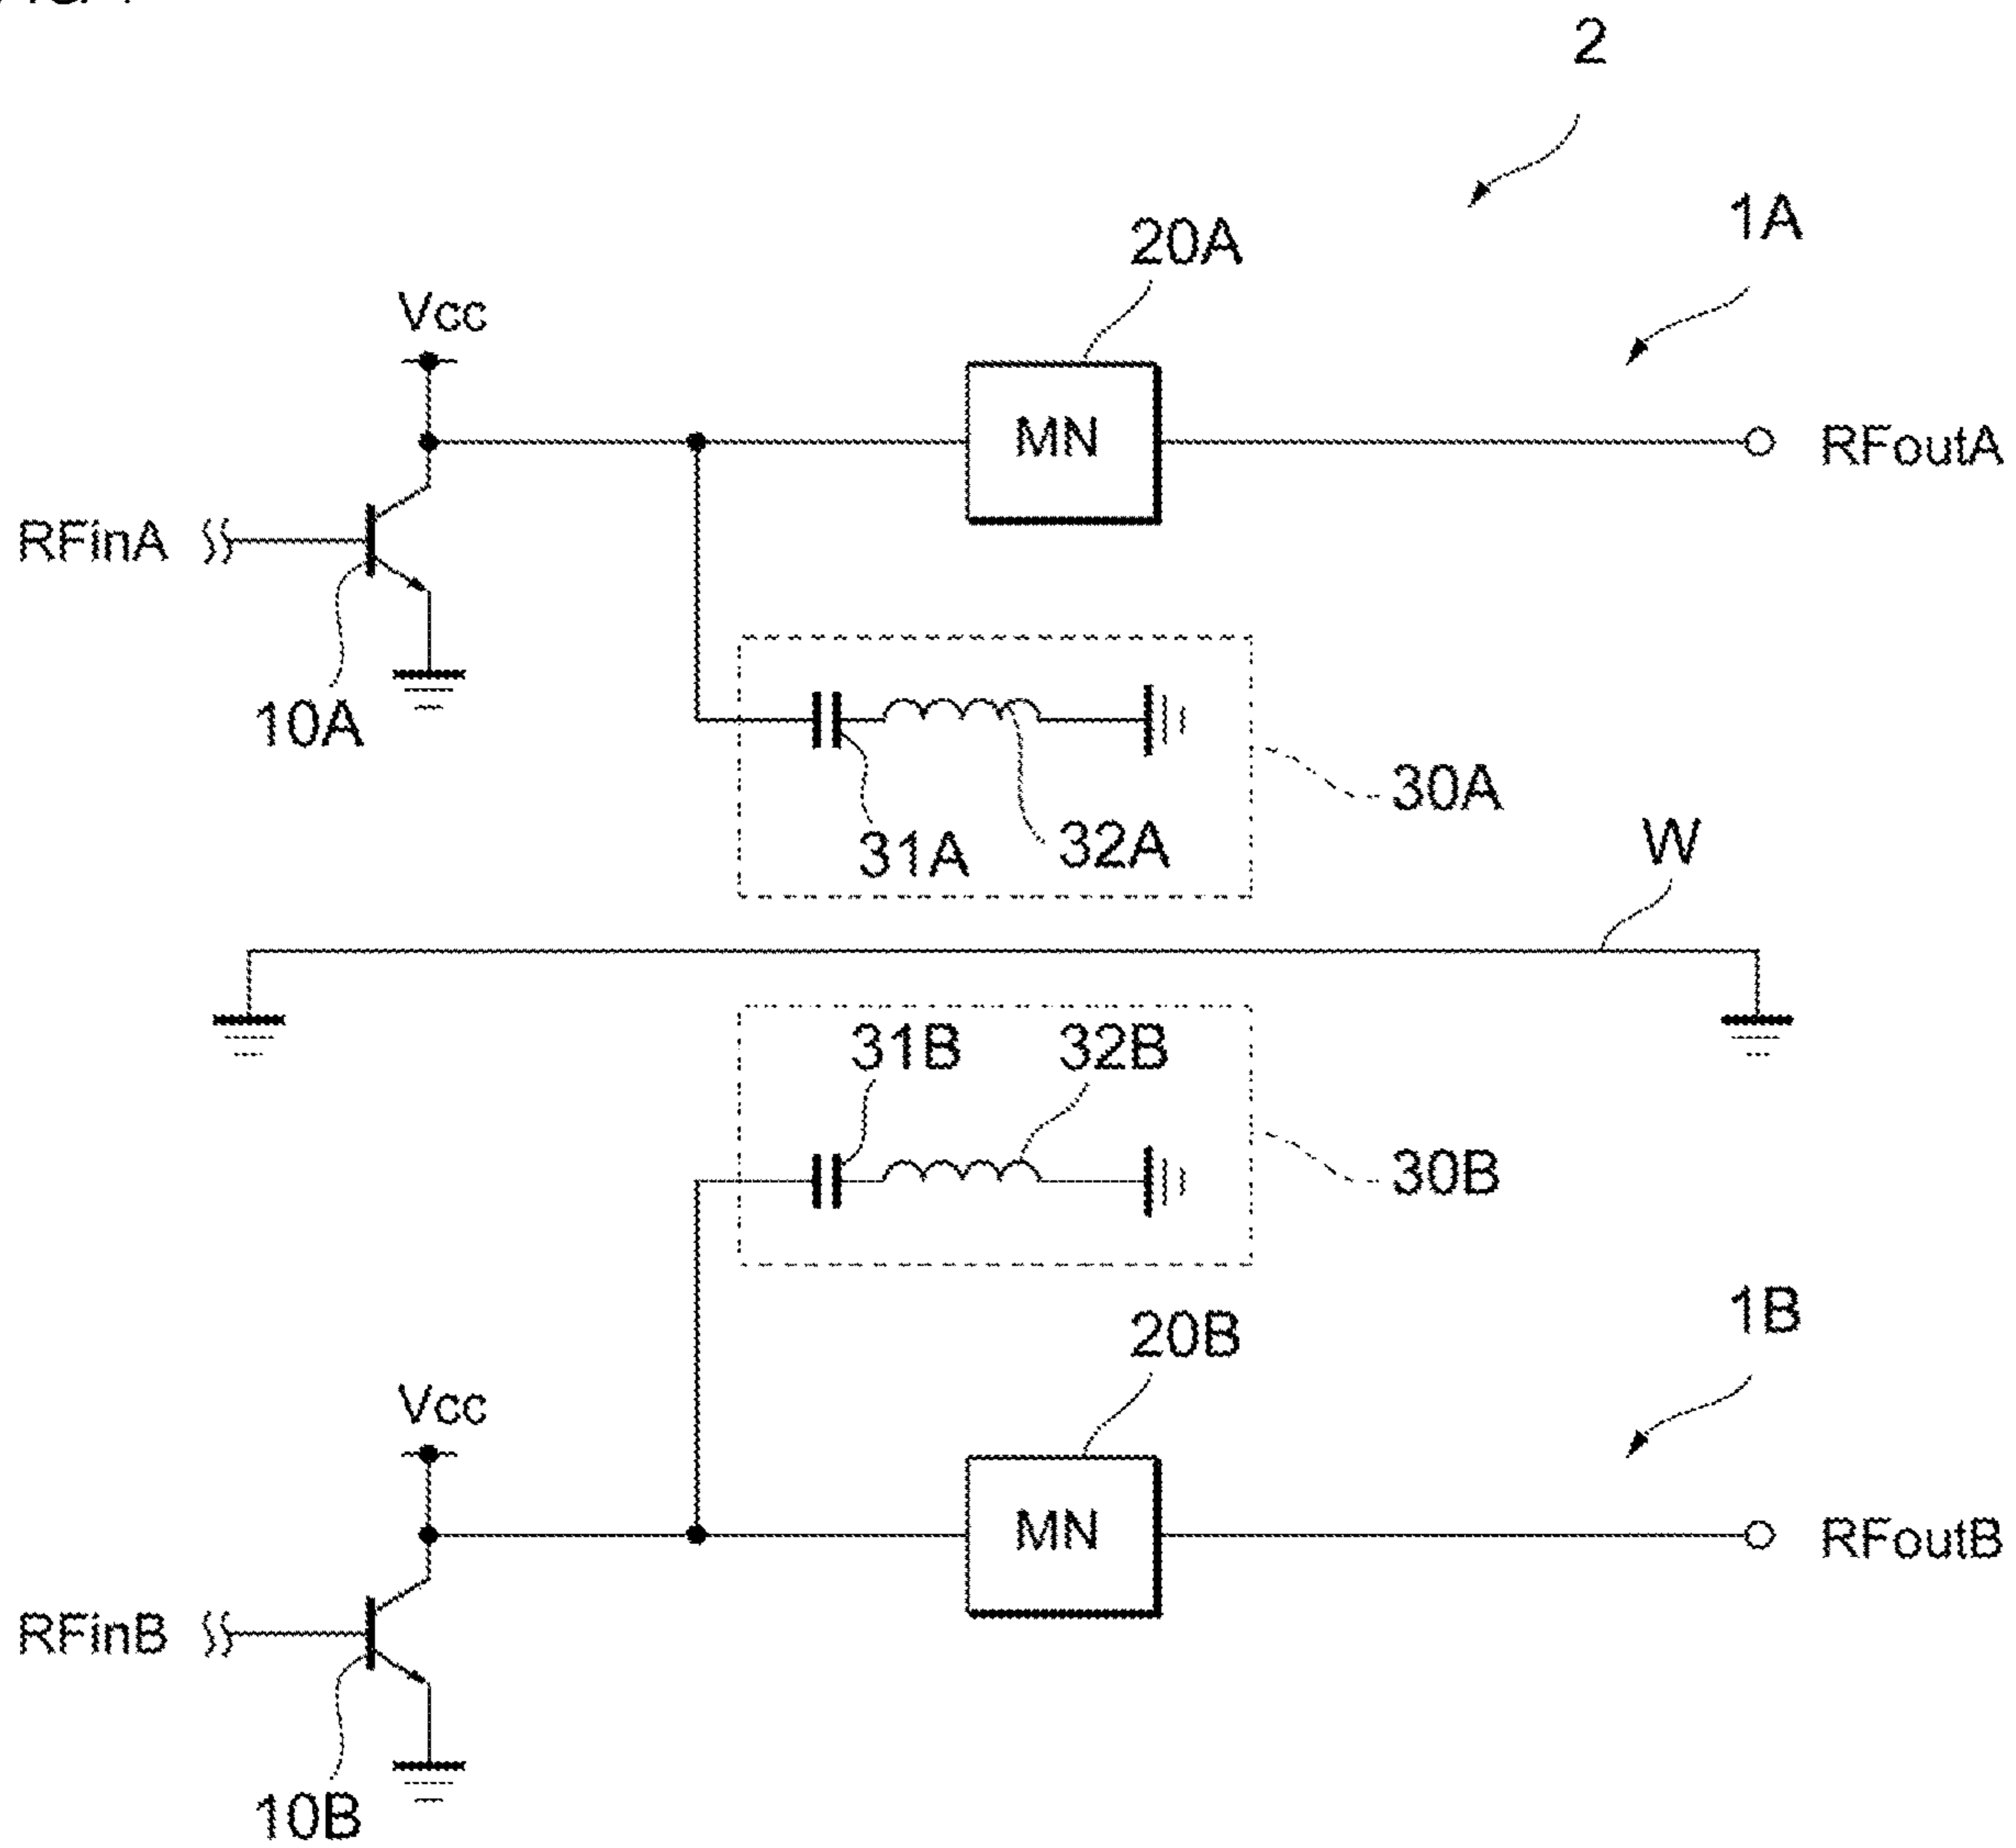 2
1A
20A
Vcc
MN
RFoutA
RFinA
10A
30A
31A
32A
W
31B
32B
30B
1B
20B
Vcc
MN
RFoutB
RFinB
10B